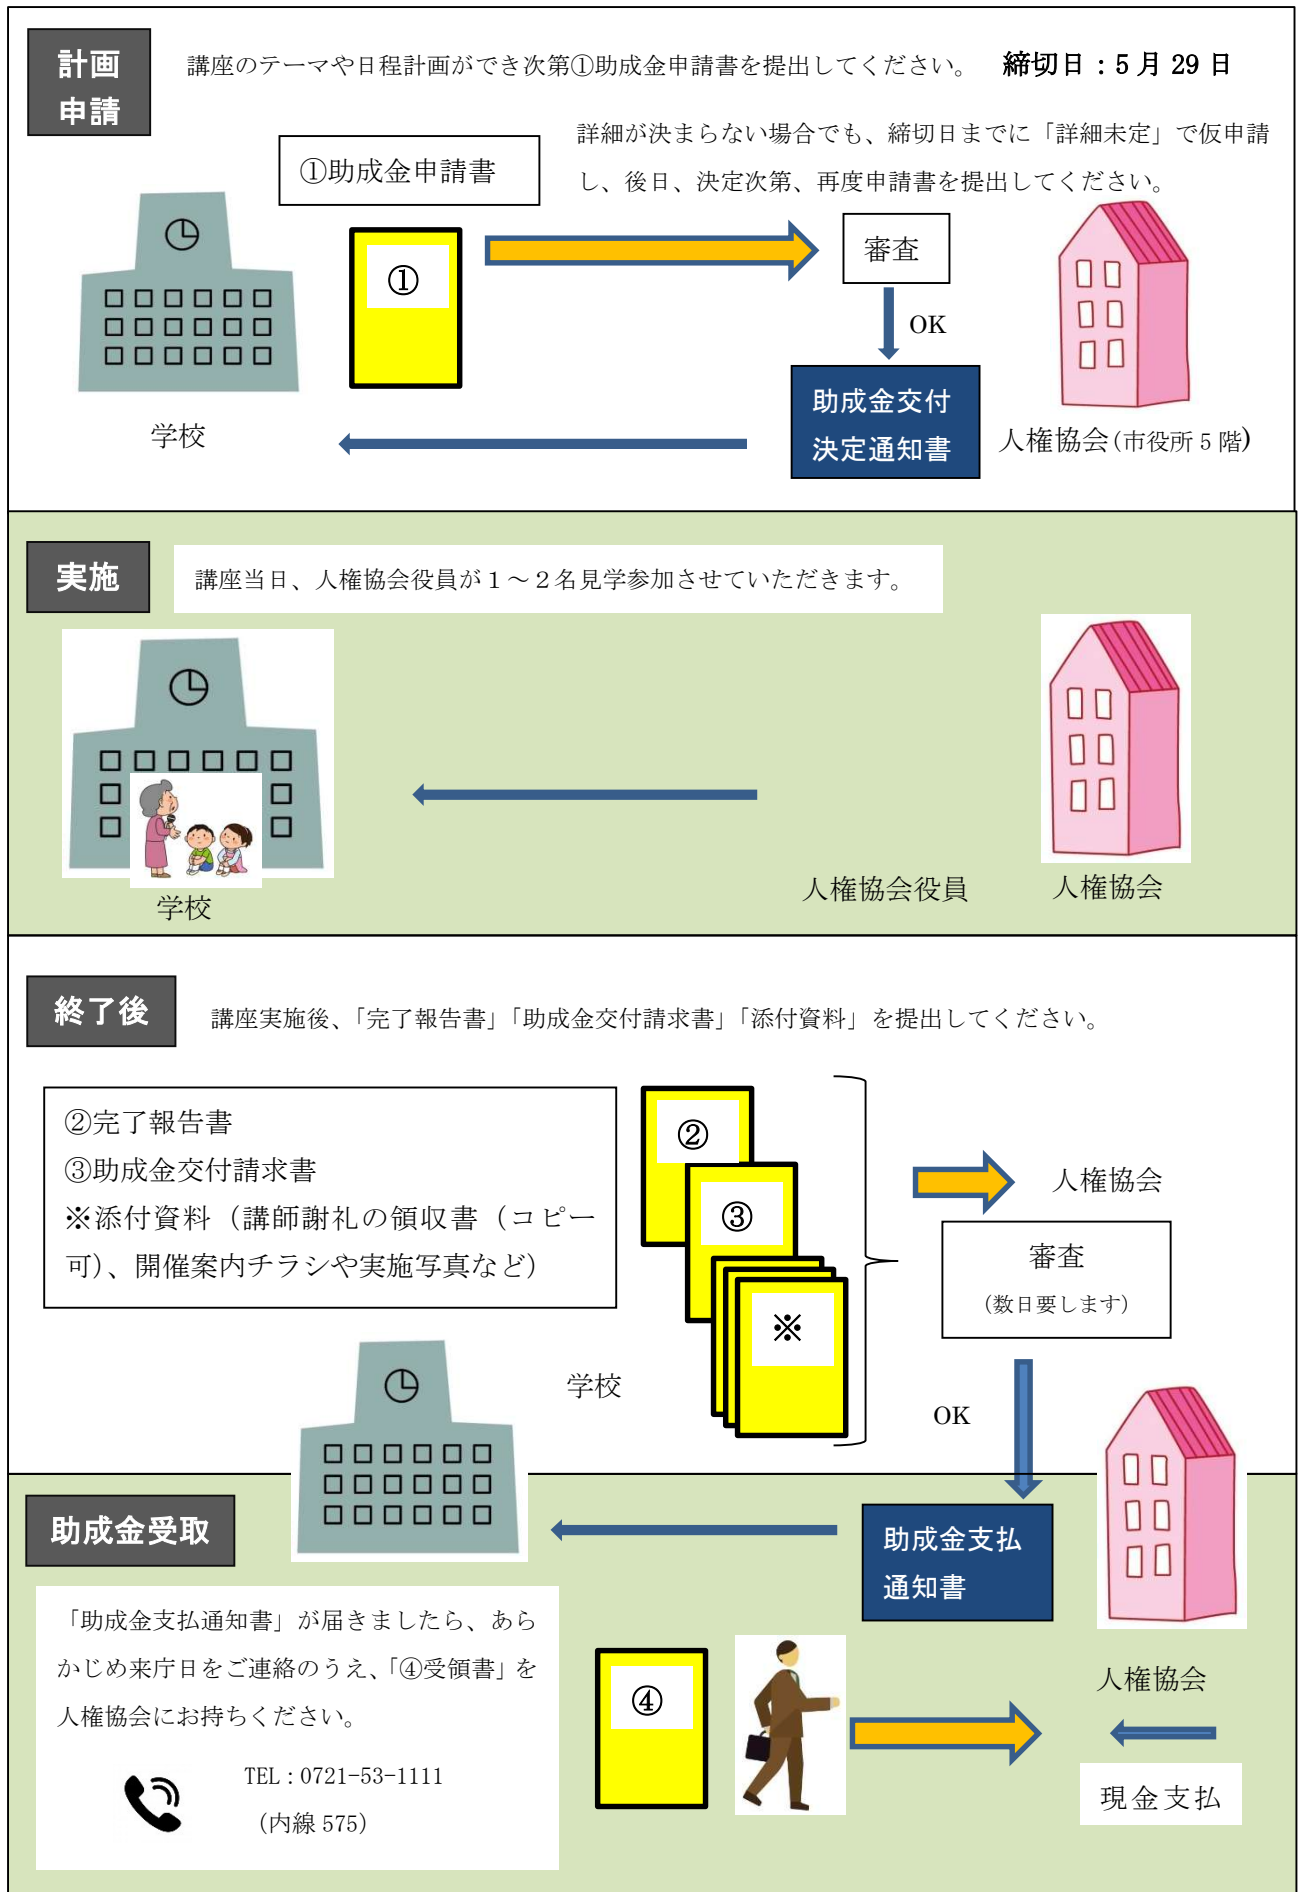 計画
申請
講座のテーマや日程計画ができ次第①助成金申請書を提出してください。 締切日：5月29日
①助成金申請書
詳細が決まらない場合でも、締切日までに「詳細未定」で仮申請
し、後日、決定次第、再度申請書を提出してください。
①
審査
OK
助成金交付
決定通知書
学校
人権協会(市役所5階)
実施
講座当日、人権協会役員が1～2名見学参加させていただきます。
学校
人権協会役員
人権協会
終了後
講座実施後、「完了報告書」「助成金交付請求書」「添付資料」を提出してください。
②完了報告書
③助成金交付請求書
※添付資料（講師謝礼の領収書（コピー
可）、開催案内チラシや実施写真など）
②
③
※
人権協会
審査
（数日要します）
学校
OK
助成金受取
助成金支払
通知書
「助成金支払通知書」が届きましたら、あら
かじめ来庁日をご連絡のうえ、「④受領書」を
人権協会にお持ちください。
TEL：0721-53-1111
（内線 575）
④
人権協会
現金支払